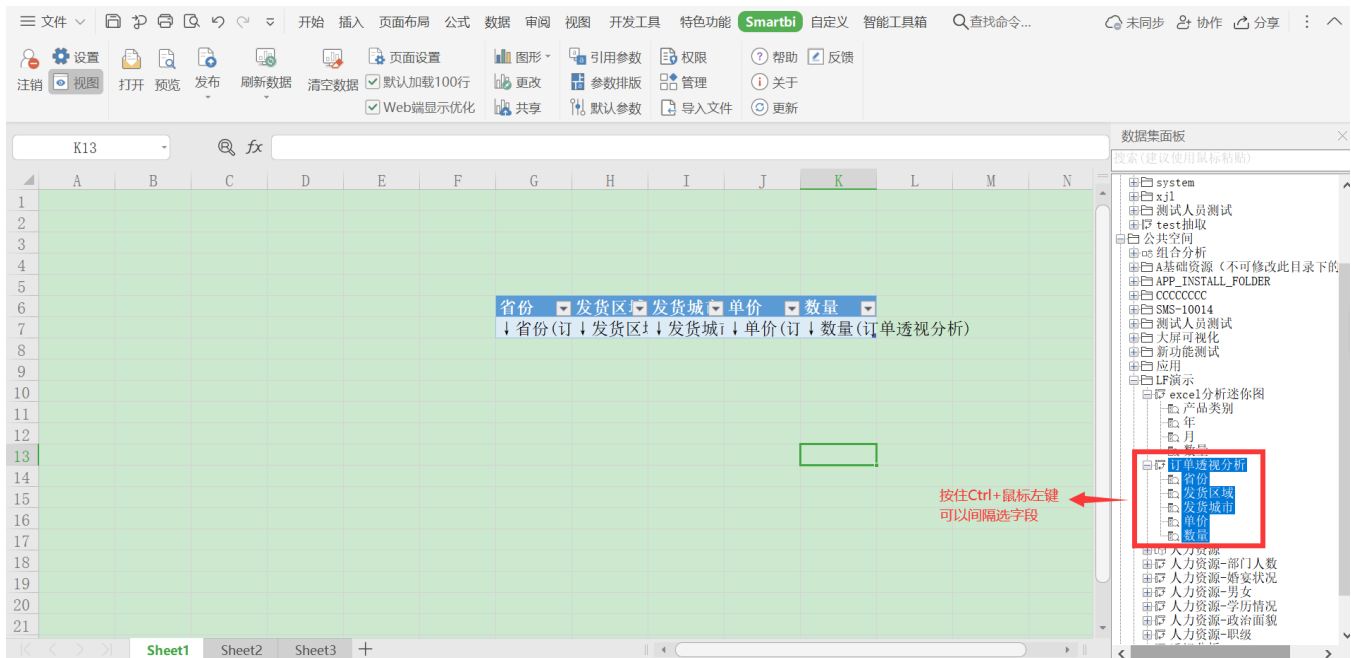 文件 开始 插入 页面布局 公式 数据 审阅 视图 开发工具 特色功能 Smartbi 自定义 智能工具箱 查找命令... 未同步 协作 分享
设置 页面设置 图形 引用参数 权限 帮助 反馈
注销 视图 打开 预览 发布 刷新数据 清空数据 默认加载100行 更改 参数排版 管理 关于
Web端显示优化 共享 默认参数 导入文件 更新
数据集面板
K13 fx
搜索(建议使用鼠标粘贴)
A B C D E F G H I J K L M N
1
2
3
4
5
6 省份 发货区 发货城 单价 数量
7 ↓省份(订 ↓发货区 ↓发货城 ↓单价(订 ↓数量(订单透视分析)
8
9
10
11
12
13
14
15
16
17
18
19
20
21
system
xjl
测试人员测试
test抽取
公共空间
组合分析
A基础资源（不可修改此目录下的
APP_INSTALL_FOLDER
CCCCCCCC
SMS-10014
测试人员测试
大屏可视化
新功能测试
应用
LF演示
excel分析迷你图
产品类别
年
月
数量
订单透视分析
省份
发货区域
发货城市
单价
数量
人力资源
人力资源-部门人数
人力资源-婚宴状况
人力资源-男女
人力资源-学历情况
人力资源-政治面貌
人力资源-职级
按住Ctrl+鼠标左键
可以间隔选字段
Sheet1 Sheet2 Sheet3